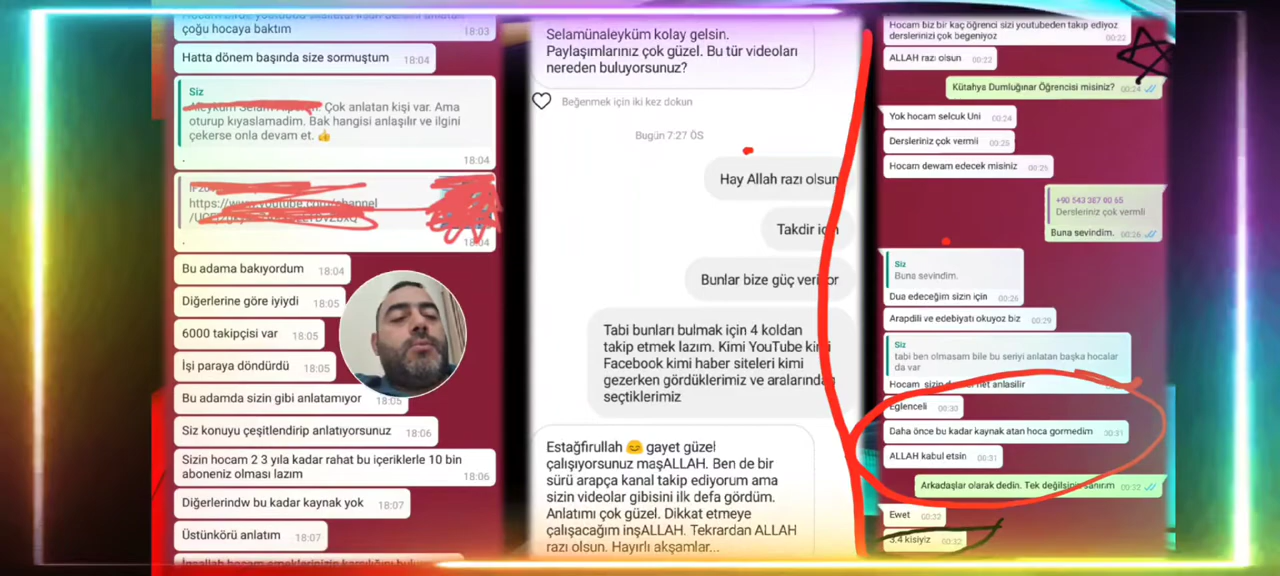 çoğu hocaya baktım
18:03
Hatta dönem başında size sormuştum 18:04
Siz
Çok anlatan kişi var. Ama
oturup kıyaslamadim. Bak hangisi anlaşılır ve ilgini
çekerse onla devam et. 👍
.
18:04
https://www.youtube.com/channel
.
18:04
Bu adama bakıyordum 18:04
Diğerlerine göre iyiydi 18:05
6000 takipçisi var 18:05
İşi paraya döndürdü 18:05
Bu adamda sizin gibi anlatamıyor 18:05
Siz konuyu çeşitlendirip anlatıyorsunuz 18:06
Sizin hocam 2 3 yıla kadar rahat bu içeriklerle 10 bin
aboneniz olması lazım 18:06
Diğerlerindw bu kadar kaynak yok 18:07
Üstünkörü anlatım 18:07
Selamünaleyküm kolay gelsin.
Paylaşımlarınız çok güzel. Bu tür videoları
nereden buluyorsunuz?
Beğenmek için iki kez dokun
Bugün 7:27 ÖS
Hay Allah razı olsun
Takdir için
Bunlar bize güç veriyor
Tabi bunları bulmak için 4 koldan
takip etmek lazım. Kimi YouTube kimi
Facebook kimi haber siteleri kimi
gezerken gördüklerimiz ve aralarından
seçtiklerimiz
Estağfirullah 😊 gayet güzel
çalışıyorsunuz maşALLAH. Ben de bir
sürü arapça kanal takip ediyorum ama
sizin videolar gibisini ilk defa gördüm.
Anlatımı çok güzel. Dikkat etmeye
çalışacağım inşALLAH. Tekrardan ALLAH
razı olsun. Hayırlı akşamlar...
Hocam biz bir kaç öğrenci sizi youtubeden takip ediyoz
derslerinizi çok begeniyoz 00:22
ALLAH razi olsun 00:22
Kütahya Dumluğinar Öğrencisi misiniz? 00:24
Yok hocam selcuk Uni 00:24
Dersleriniz çok vermli 00:25
Hocam dewam edecek misiniz 00:25
+90 543 387 00 65
Dersleriniz çok vermli
Buna sevindim. 00:26
Siz
Buna sevindim.
Dua edeceğim sizin için 00:26
Arapdili ve edebiyatı okuyoz biz 00:29
Siz
tabi ben olmasam bile bu seriyi anlatan başka hocalar
da var
Hocam sizin net anlasilir
Eglenceli 00:30
Daha önce bu kadar kaynak atan hoca gormedim 00:31
ALLAH kabul etsin 00:31
Arkadaşlar olarak dedin. Tek değilsiniz sanırım 00:32
Ewet 00:32
3.4 kisiyiz 00:32